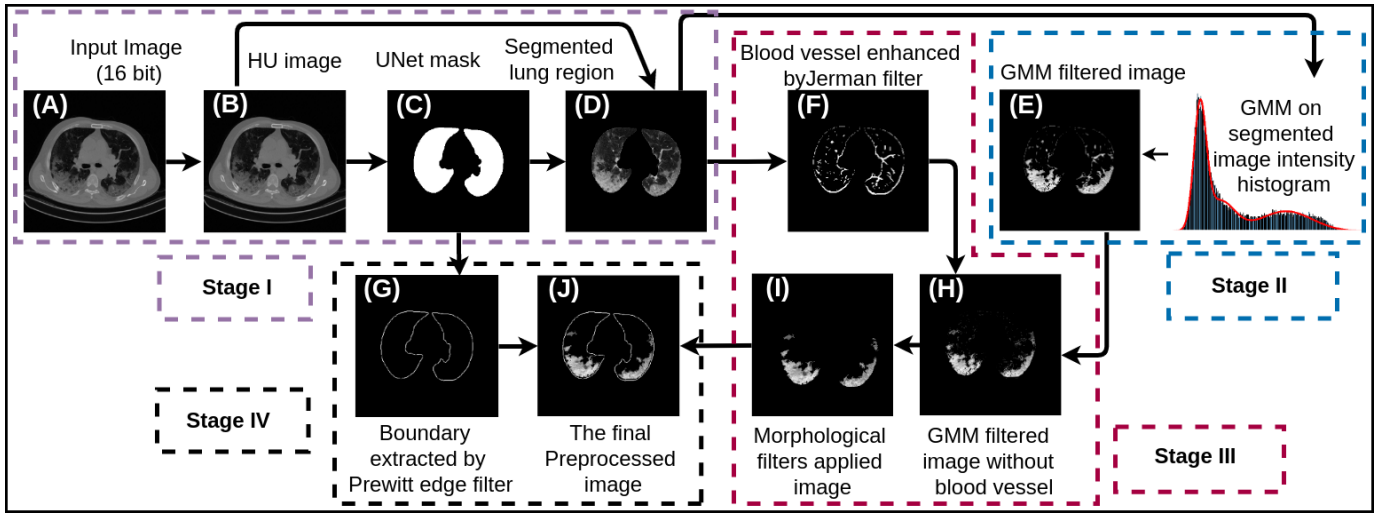 Input Image
(16 bit)
HU image
UNet mask
Segmented
lung region
Blood vessel enhanced
byJerman filter
GMM filtered image
(A)
(B)
(C)
(D)
(F)
(E)
GMM on
segmented
image intensity
histogram
Stage I
(G)
(J)
(I)
(H)
Stage II
Stage IV
Boundary
extracted by
Prewitt edge filter
The final
Preprocessed
image
Morphological
filters applied
image
GMM filtered
image without
blood vessel
Stage III